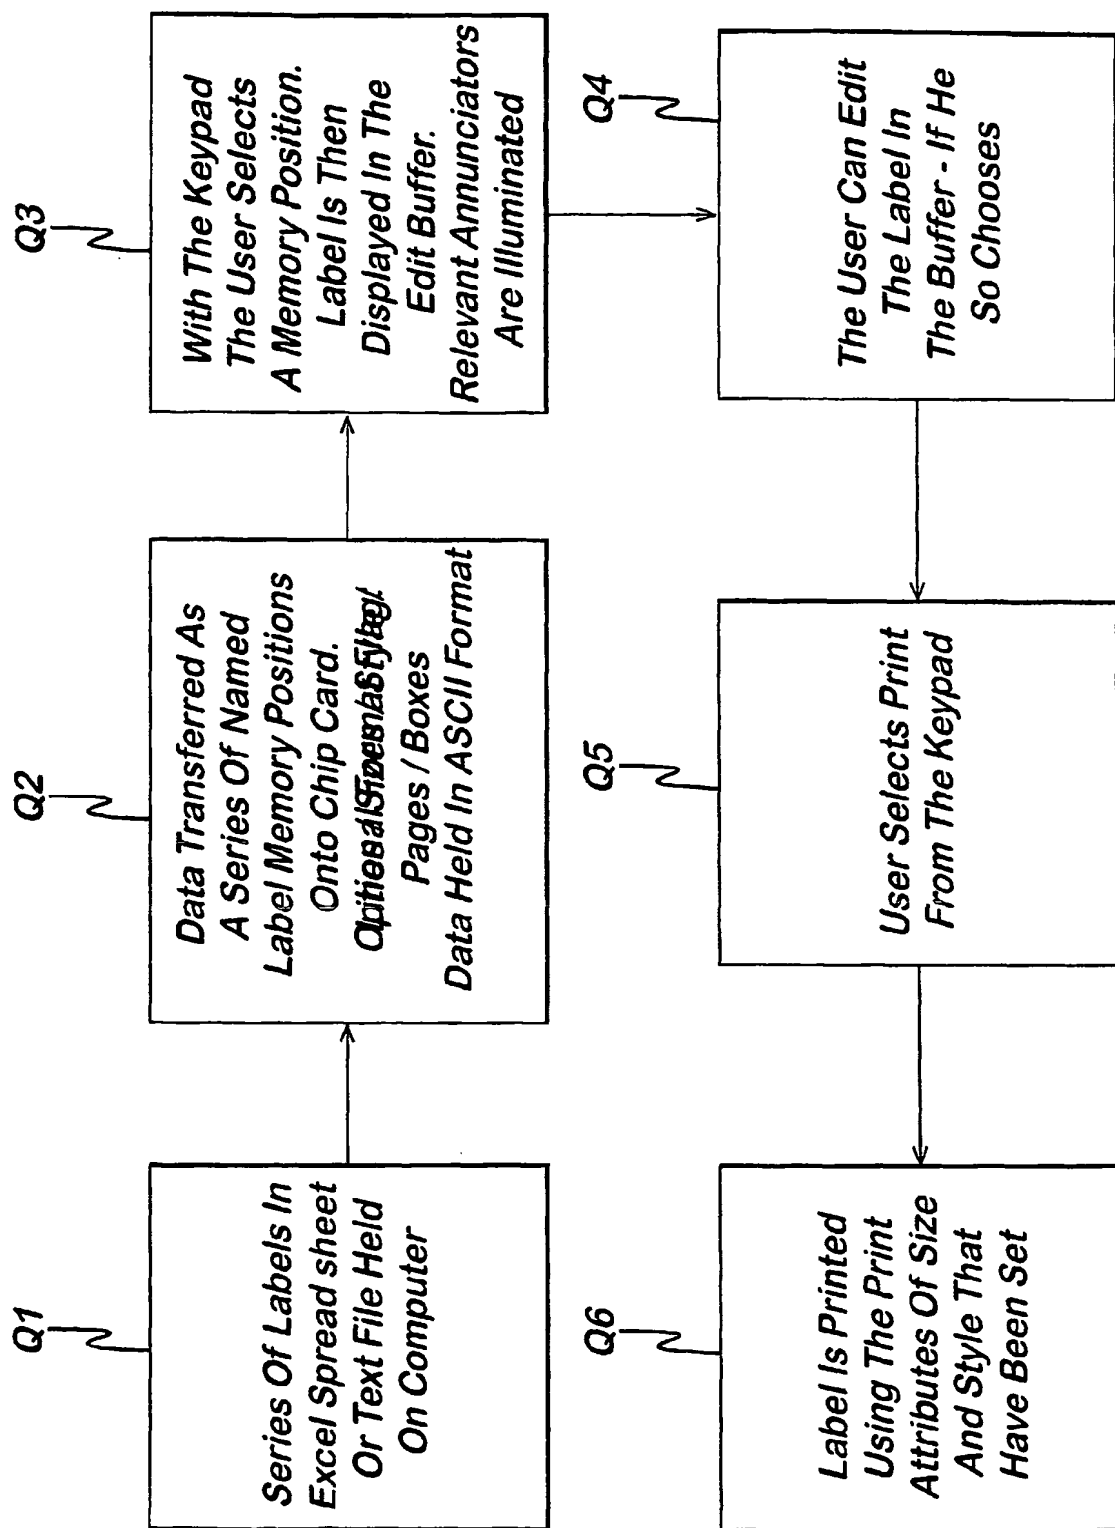 Q1
Series Of Labels In
Excel Spread sheet
Or Text File Held
On Computer
Q2
Data Transferred As
A Series Of Named
Label Memory Positions
Onto Chip Card.
Pages / Boxes
Data Held In ASCII Format
Q3
With The Keypad
The User Selects
A Memory Position.
Label Is Then
Displayed In The
Edit Buffer.
Relevant Annunciators
Are Illuminated
Q4
The User Can Edit
The Label In
The Buffer - If He
So Chooses
Q5
User Selects Print
From The Keypad
Q6
Label Is Printed
Using The Print
Attributes Of Size
And Style That
Have Been Set